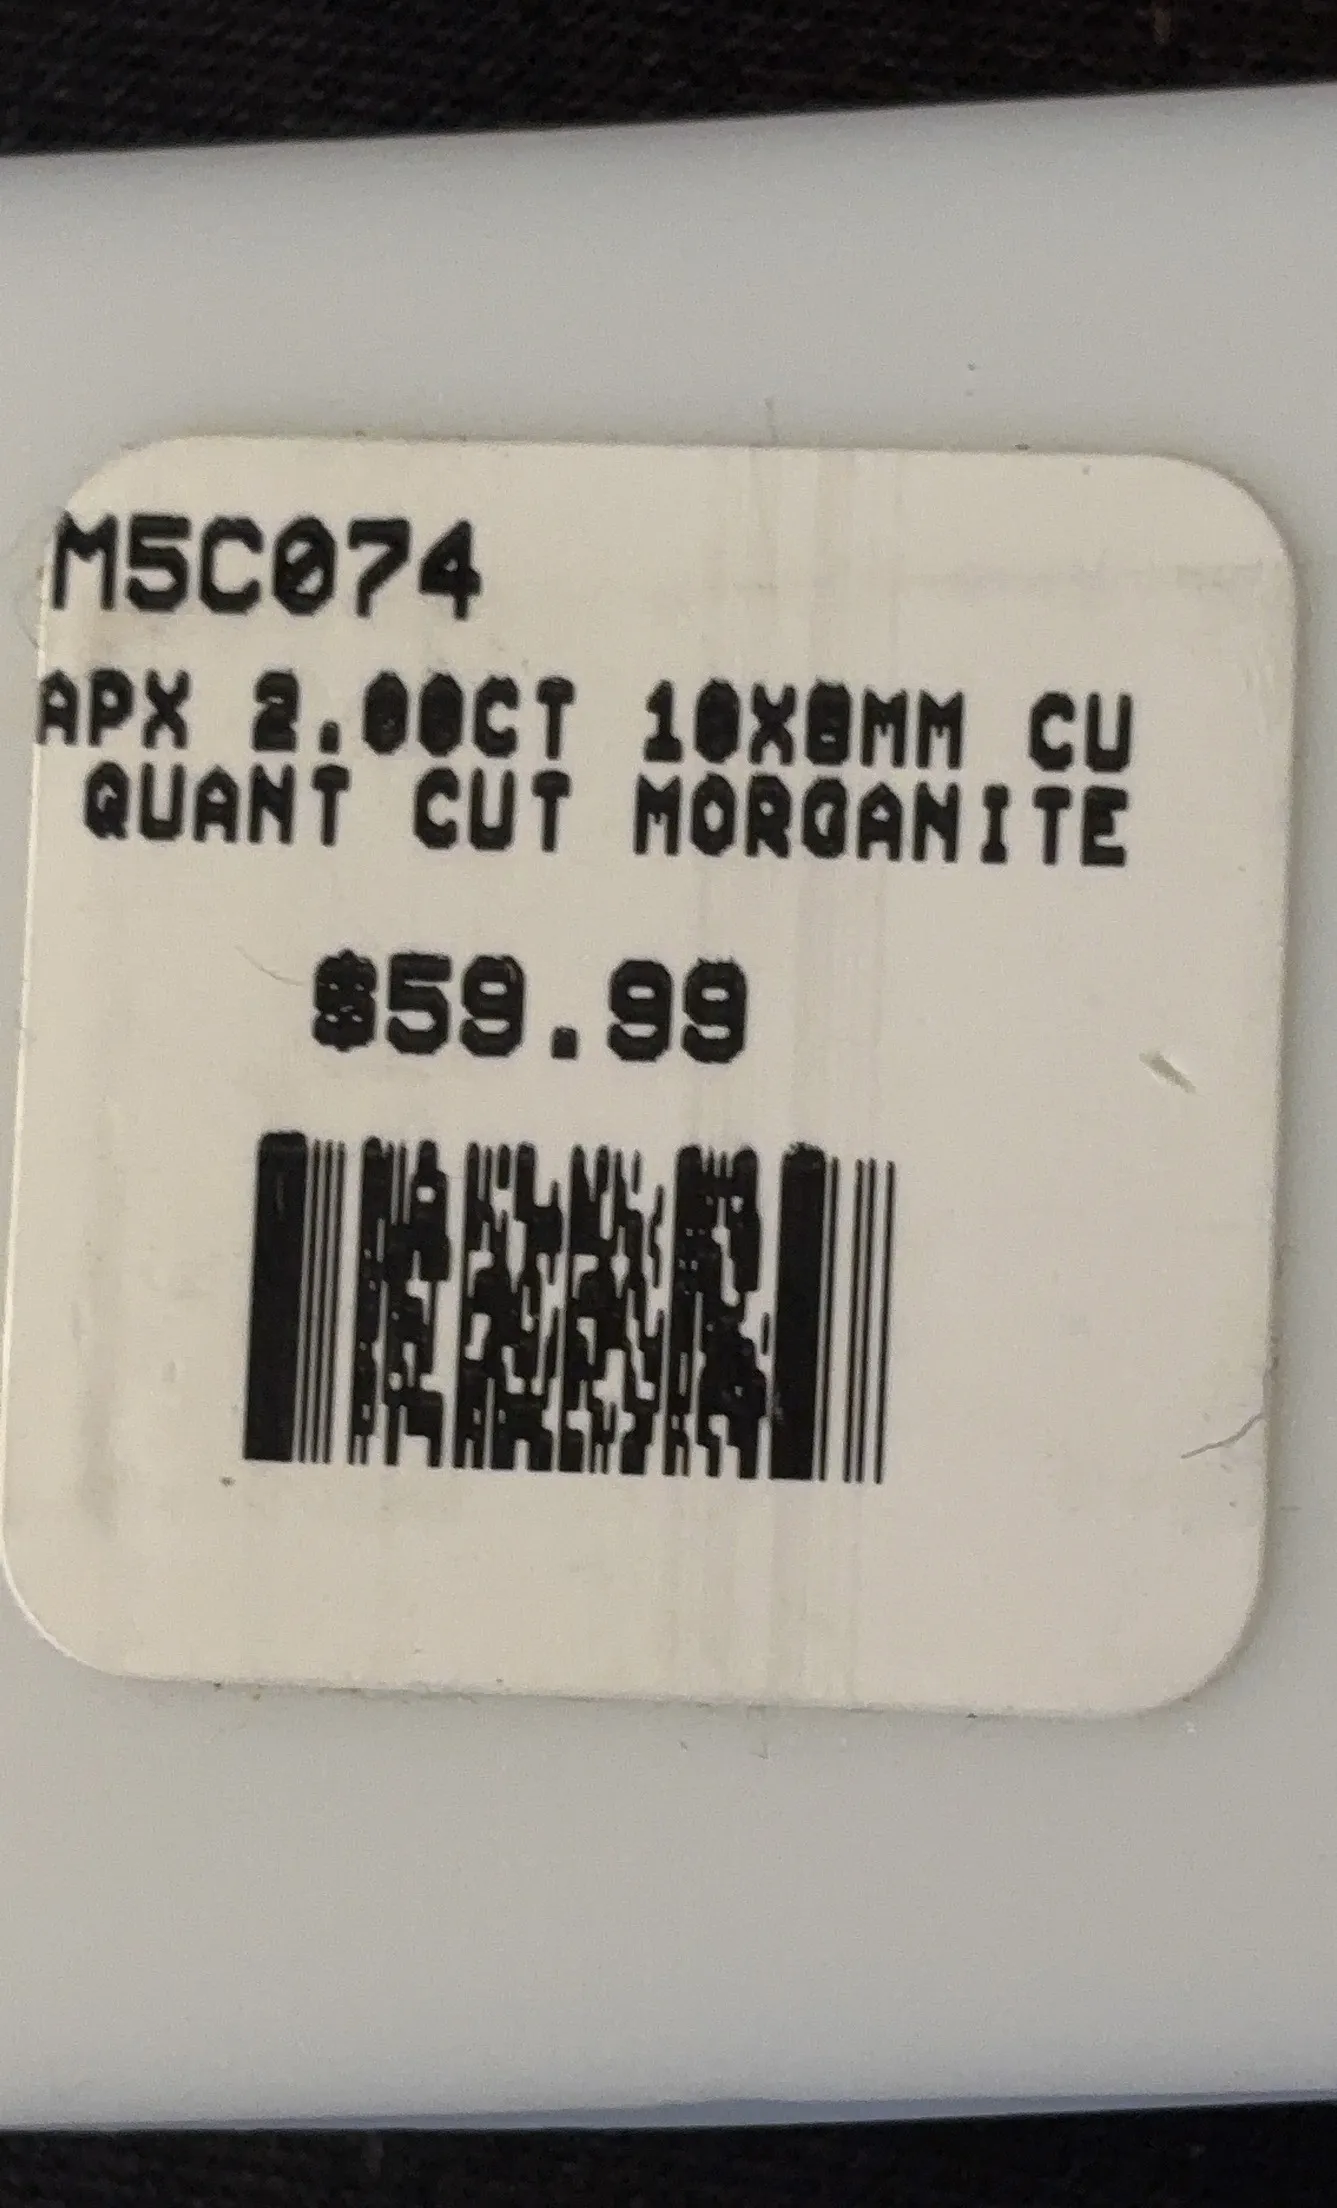 M5C074
APX 2.00CT 10X8MM CU
QUANT CUT MORGANITE
$59.99